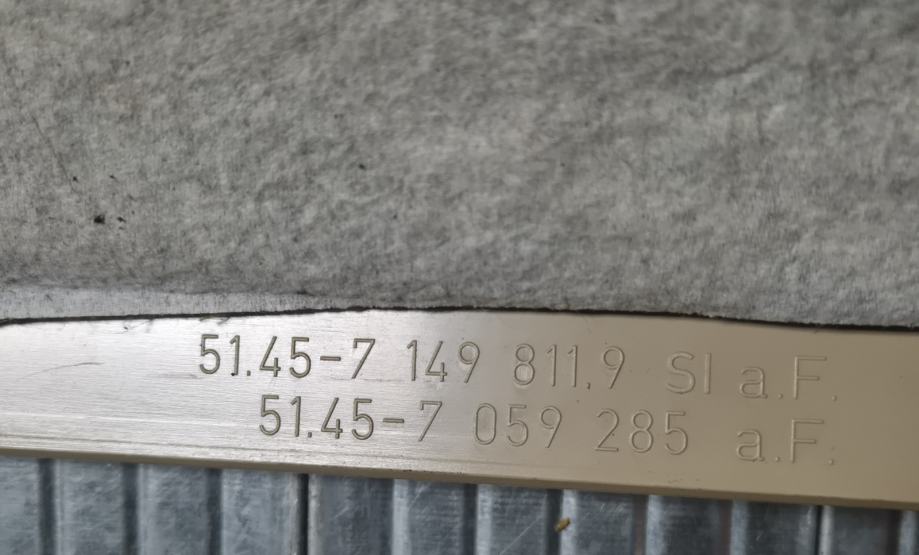 51.45-7 149 811.9 SI a.F.
51.45-7 059 285 a.F.